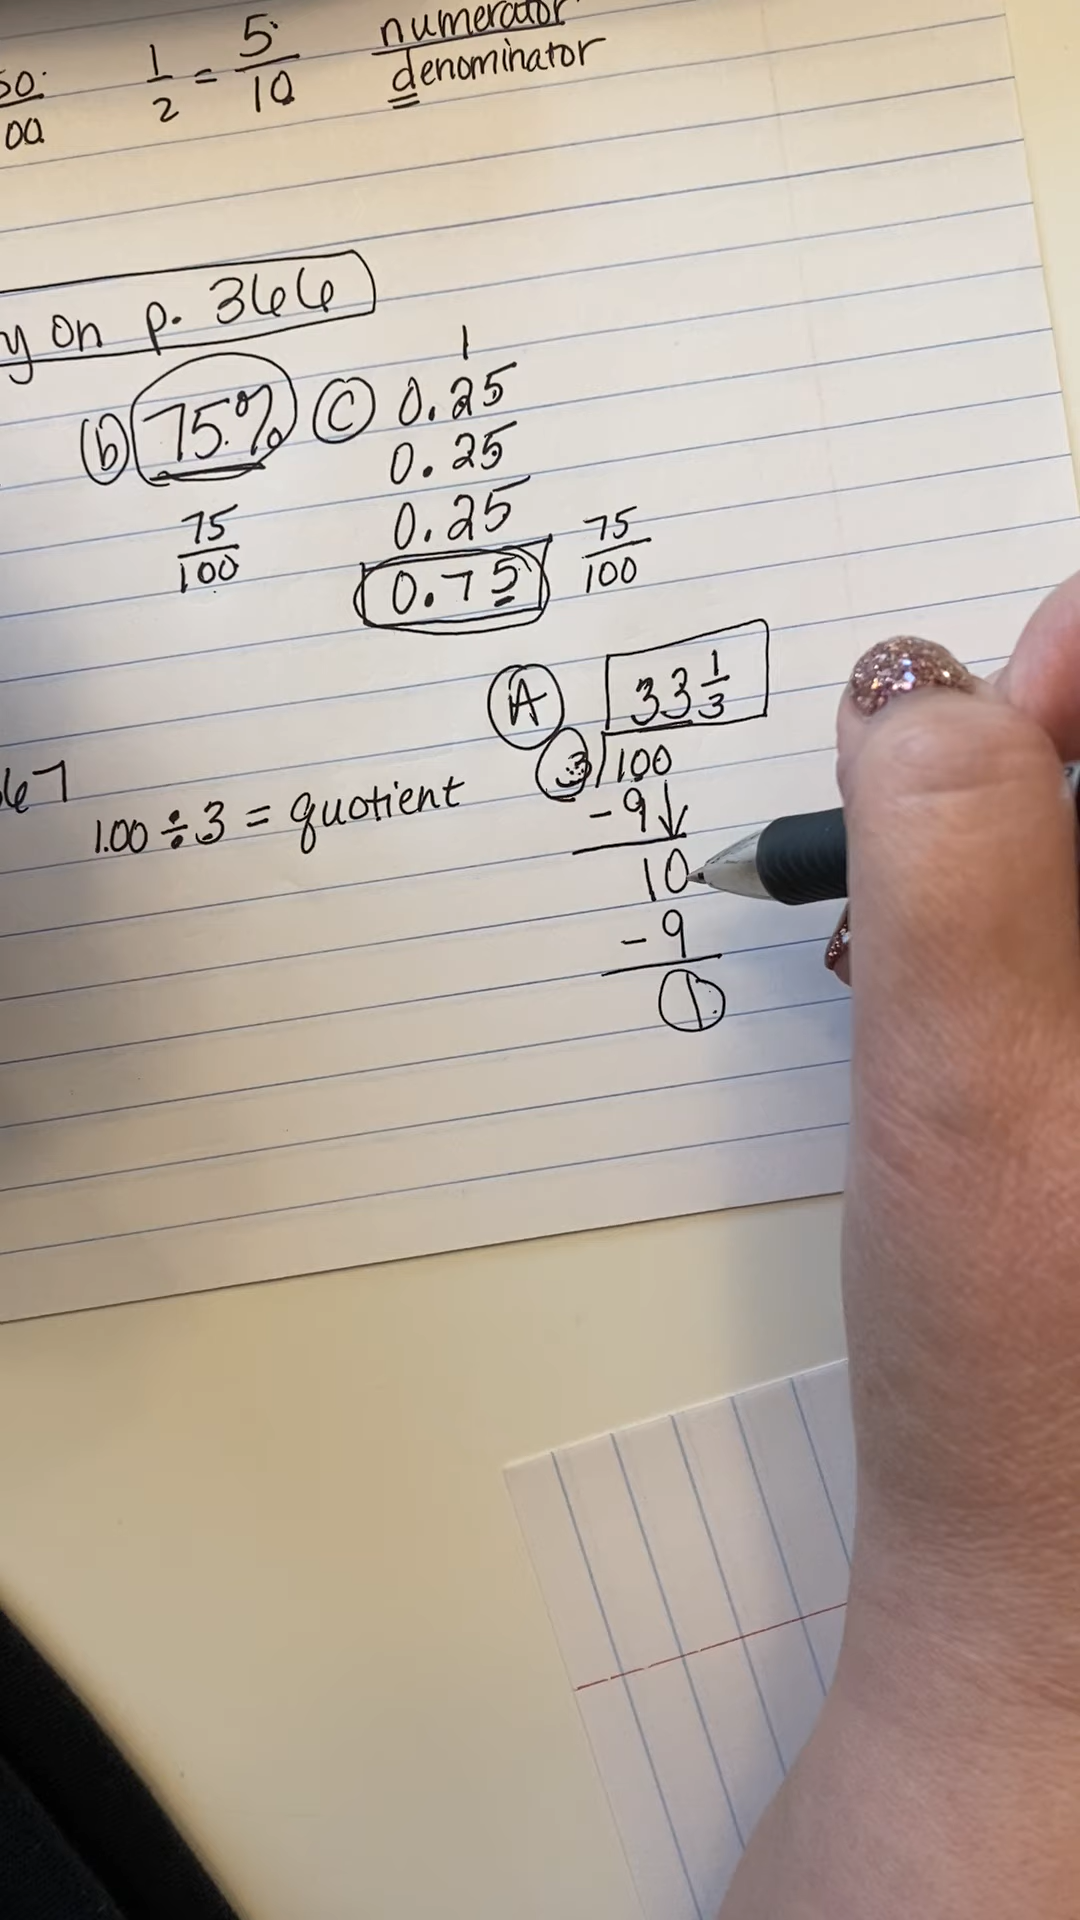 50 1/2 = 5/10 numerator
00 denominator
y on p. 366
1
(b) 75% (C) 0.25
0.25
75/100 0.25 75/100
0.75
(A) 33 1/3
67 1.00 ÷ 3 = quotient 3)100
-9↓
10
-9
1